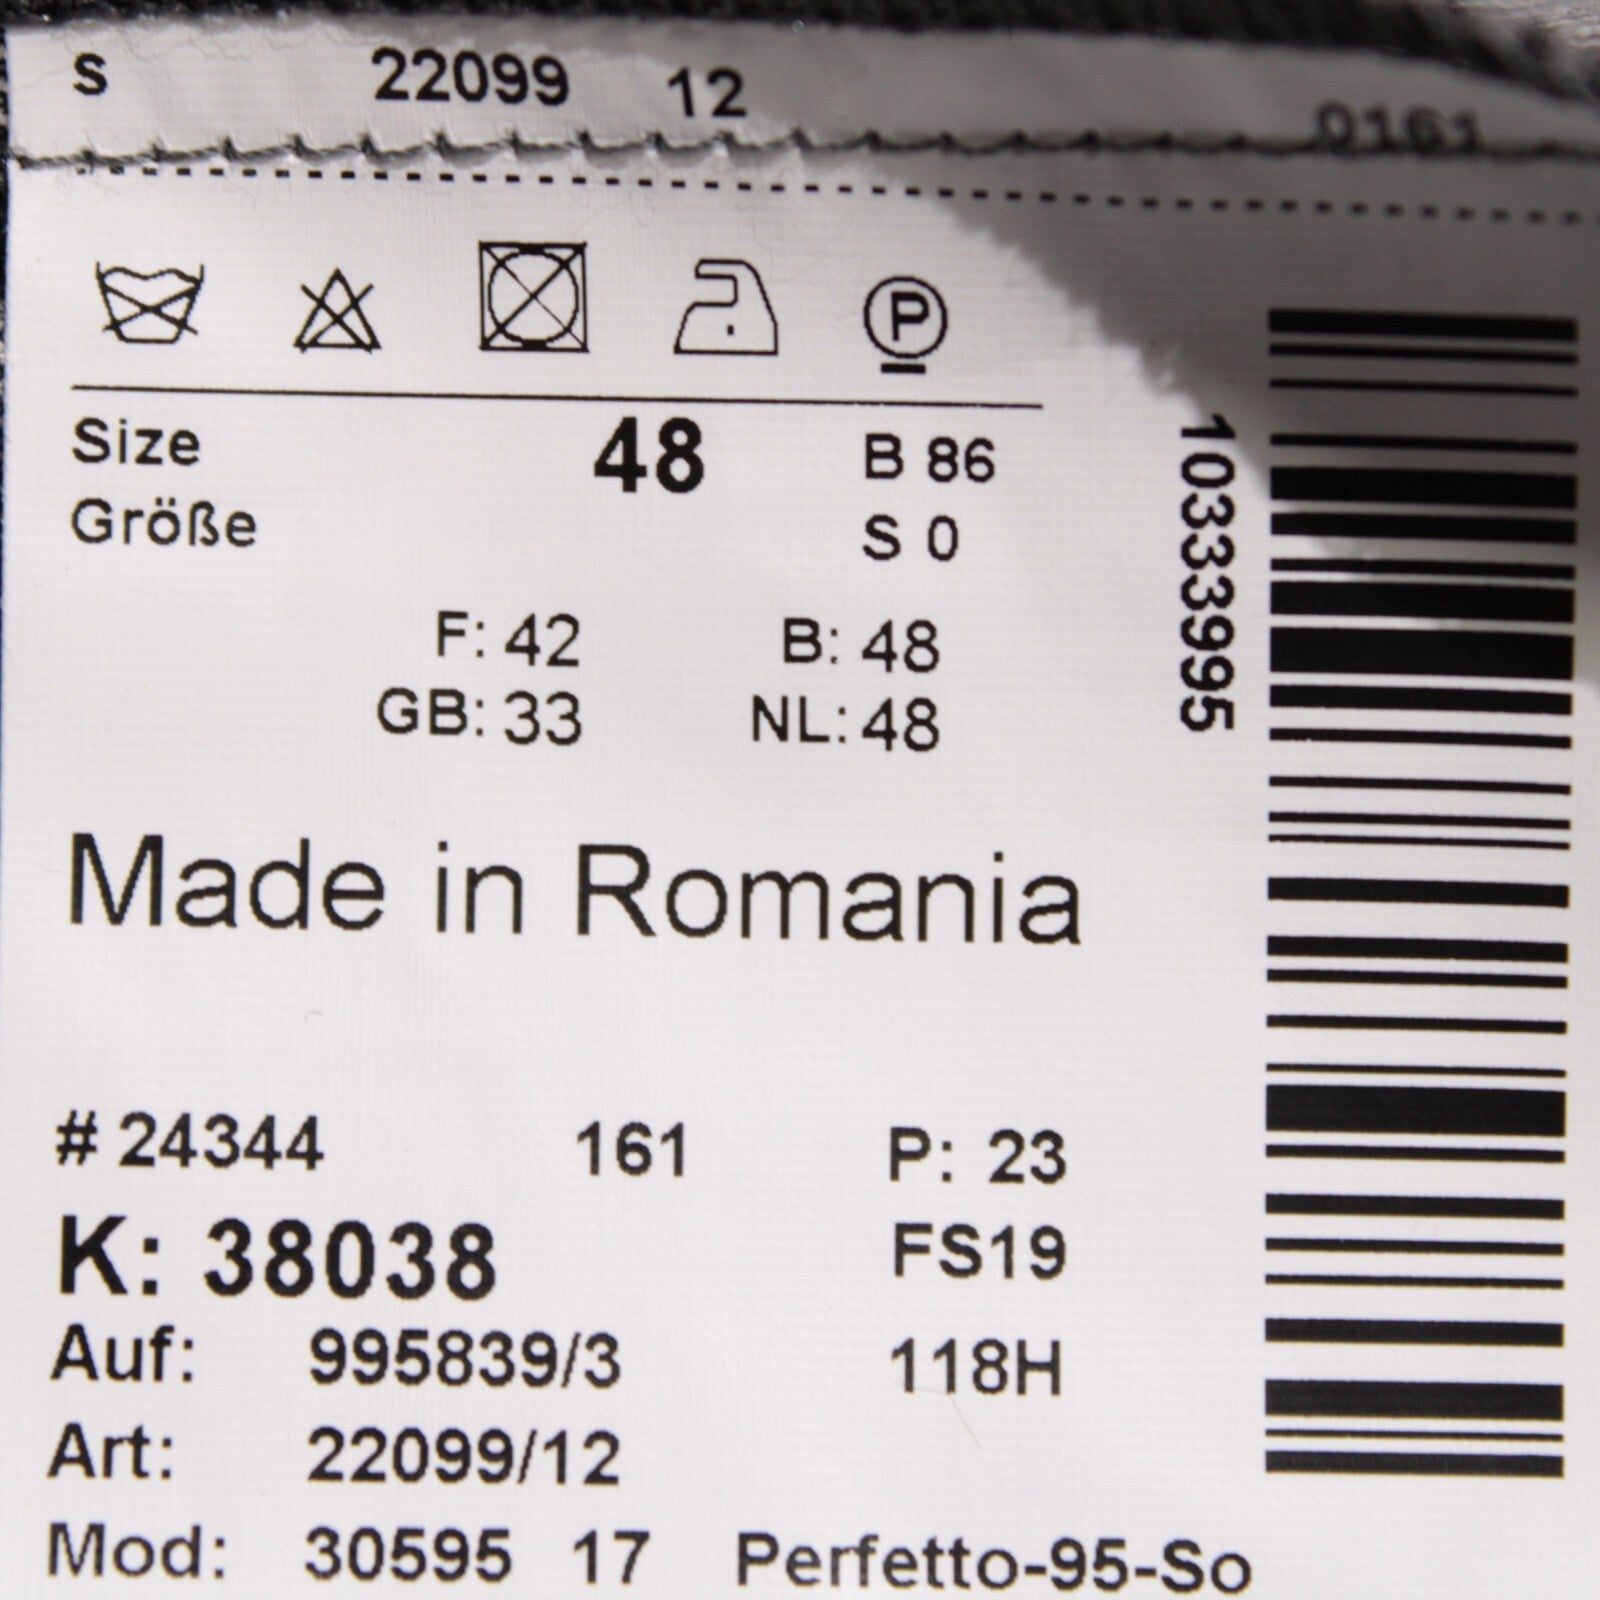 S 22099 12 0161
P
Size 48 B 86
Größe S 0
F: 42 B: 48
GB: 33 NL: 48
10333995
Made in Romania
# 24344 161 P: 23
K: 38038 FS19
Auf: 995839/3 118H
Art: 22099/12
Mod: 30595 17 Perfetto-95-So